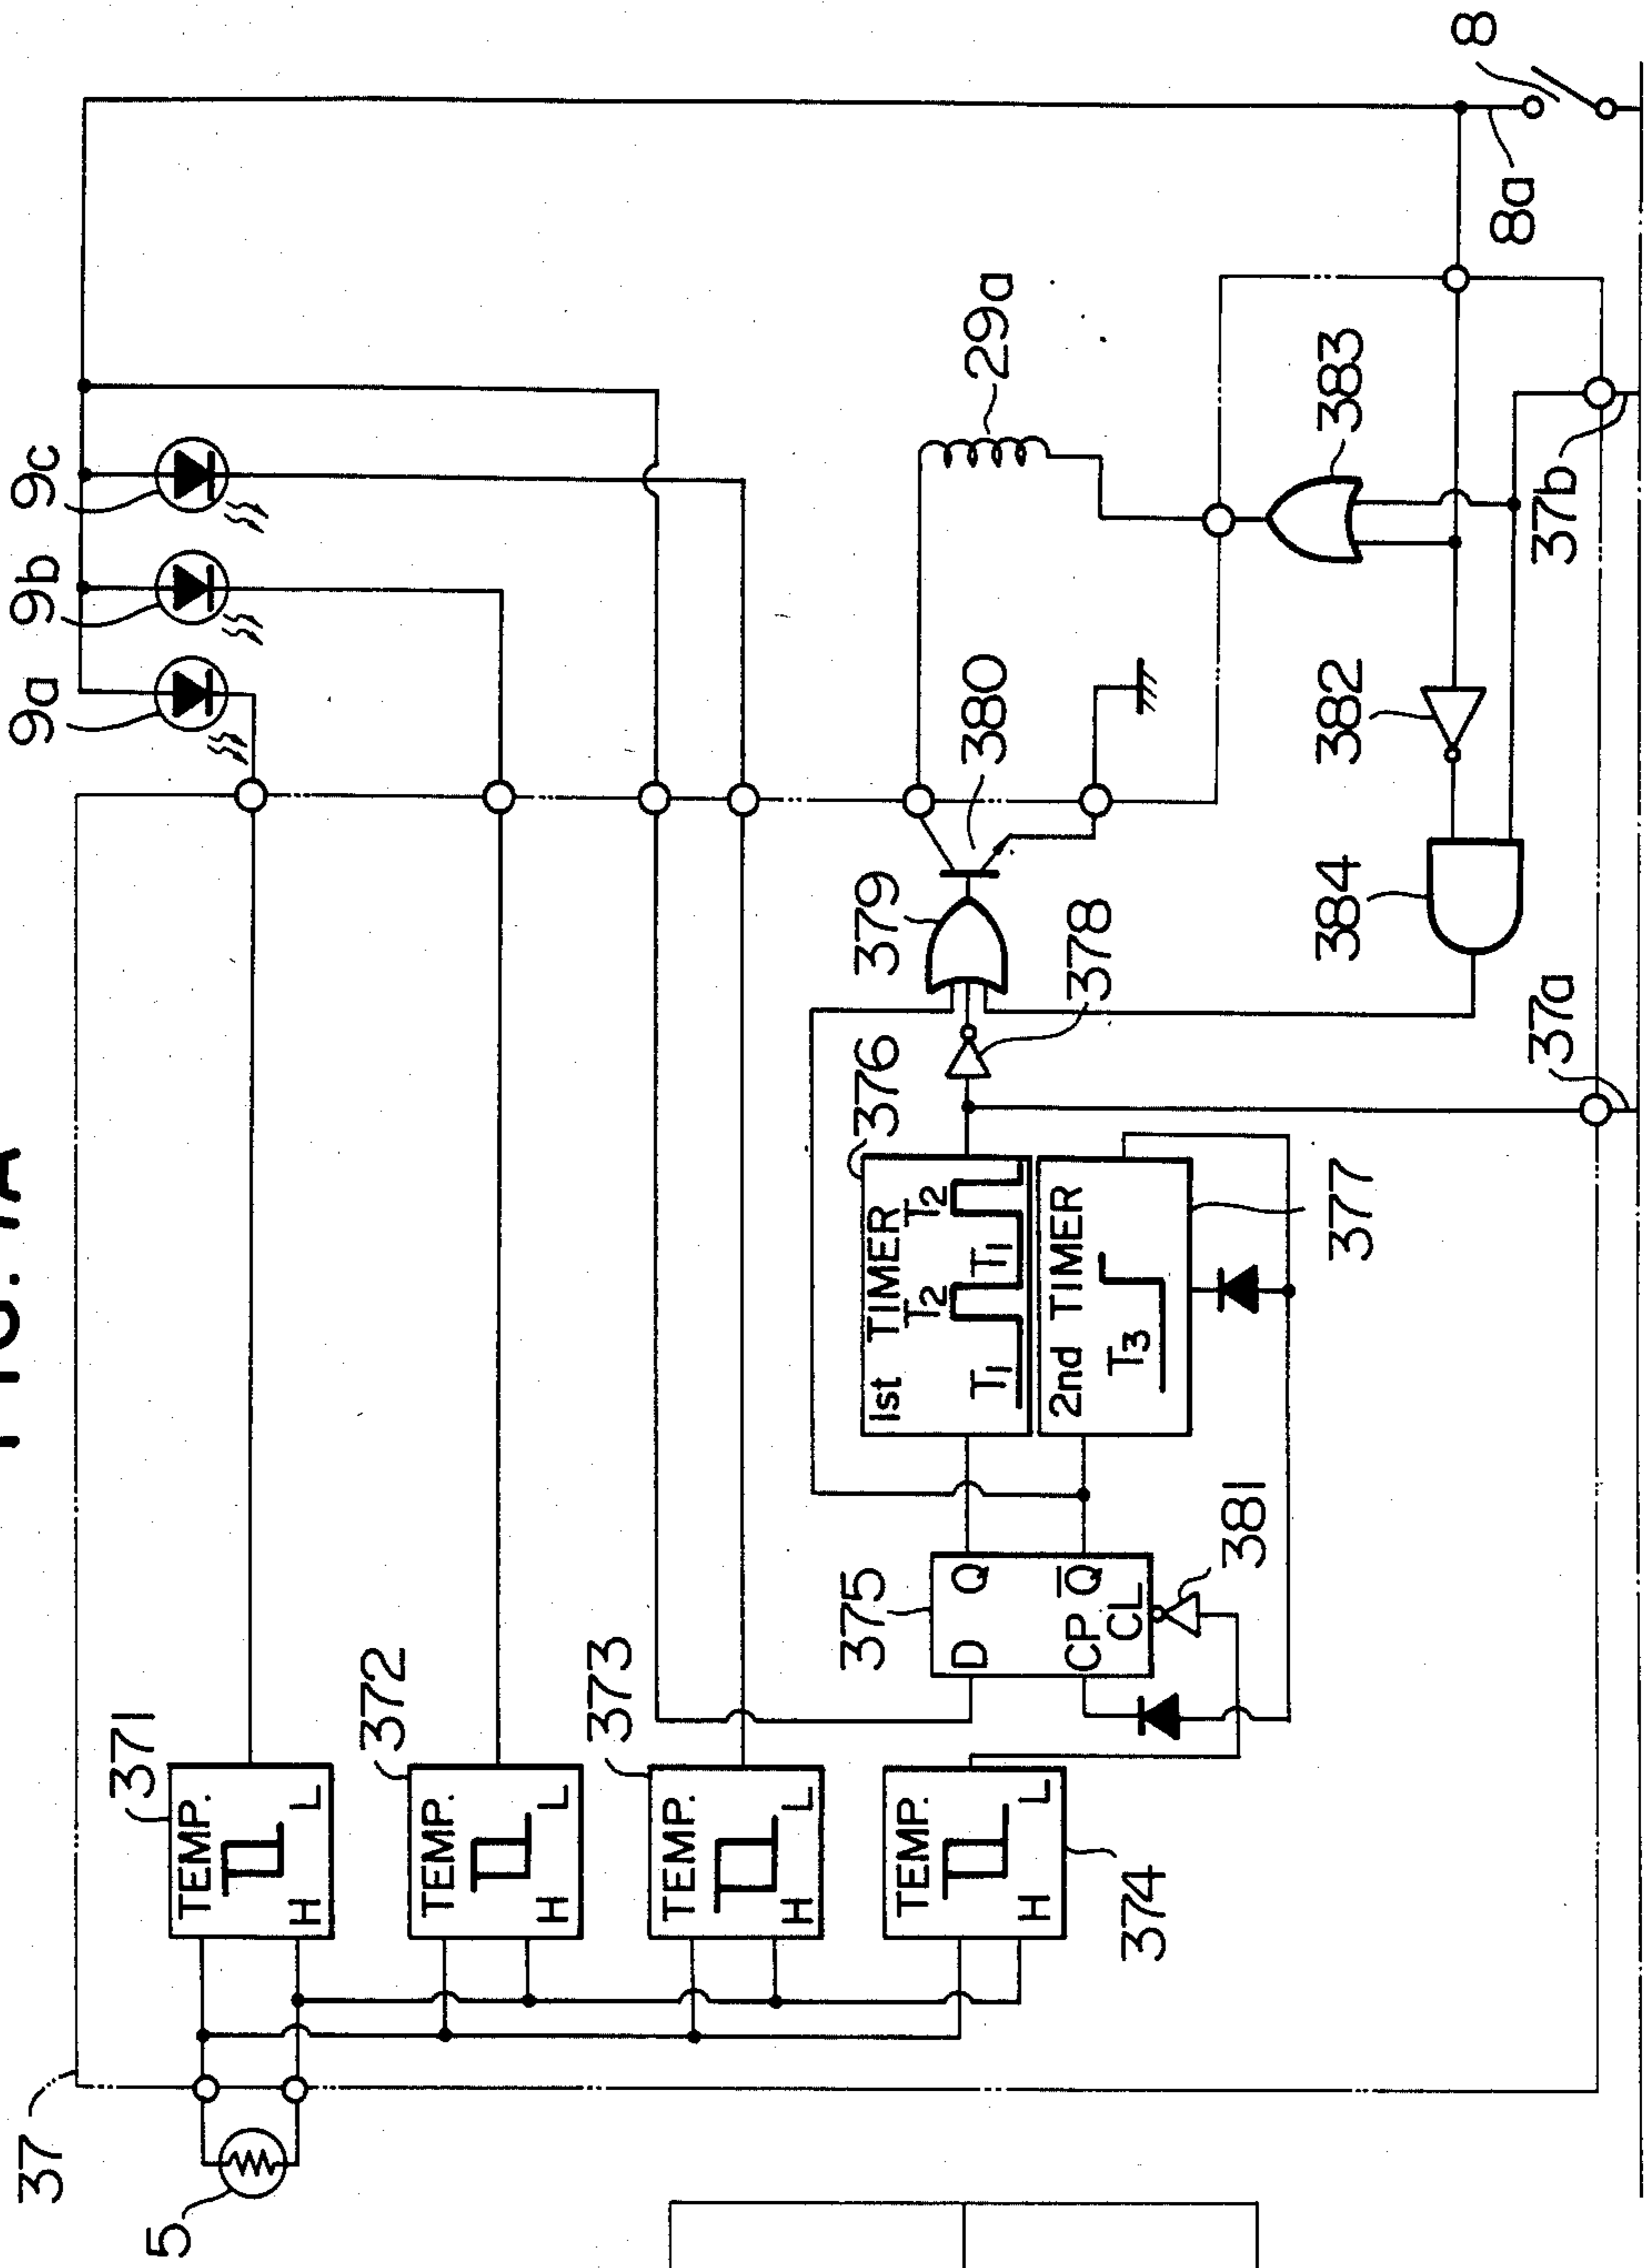 FIG. 7A
37
5
371
TEMP.
H L
372
TEMP.
H L
373
TEMP.
H L
374
TEMP.
H L
375
D Q
CP Q̅
CL
381
376
1st TIMER
T1 T2 T1 T2
2nd TIMER
T3
377
378
379
380
9a
9b
9c
29a
382
383
384
37a
37b
8a
8